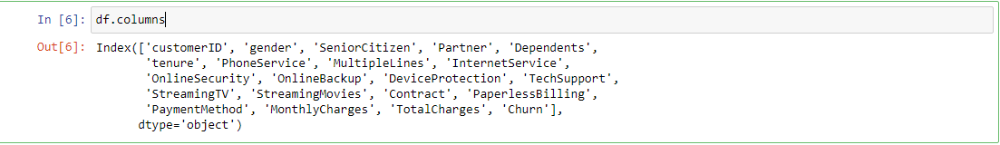 In [6]: df.columns
Out[6]: Index(['customerID', 'gender', 'SeniorCitizen', 'Partner', 'Dependents',
'tenure', 'PhoneService', 'MultipleLines', 'InternetService',
'OnlineSecurity', 'OnlineBackup', 'DeviceProtection', 'TechSupport',
'StreamingTV', 'StreamingMovies', 'Contract', 'PaperlessBilling',
'PaymentMethod', 'MonthlyCharges', 'TotalCharges', 'Churn'],
dtype='object')